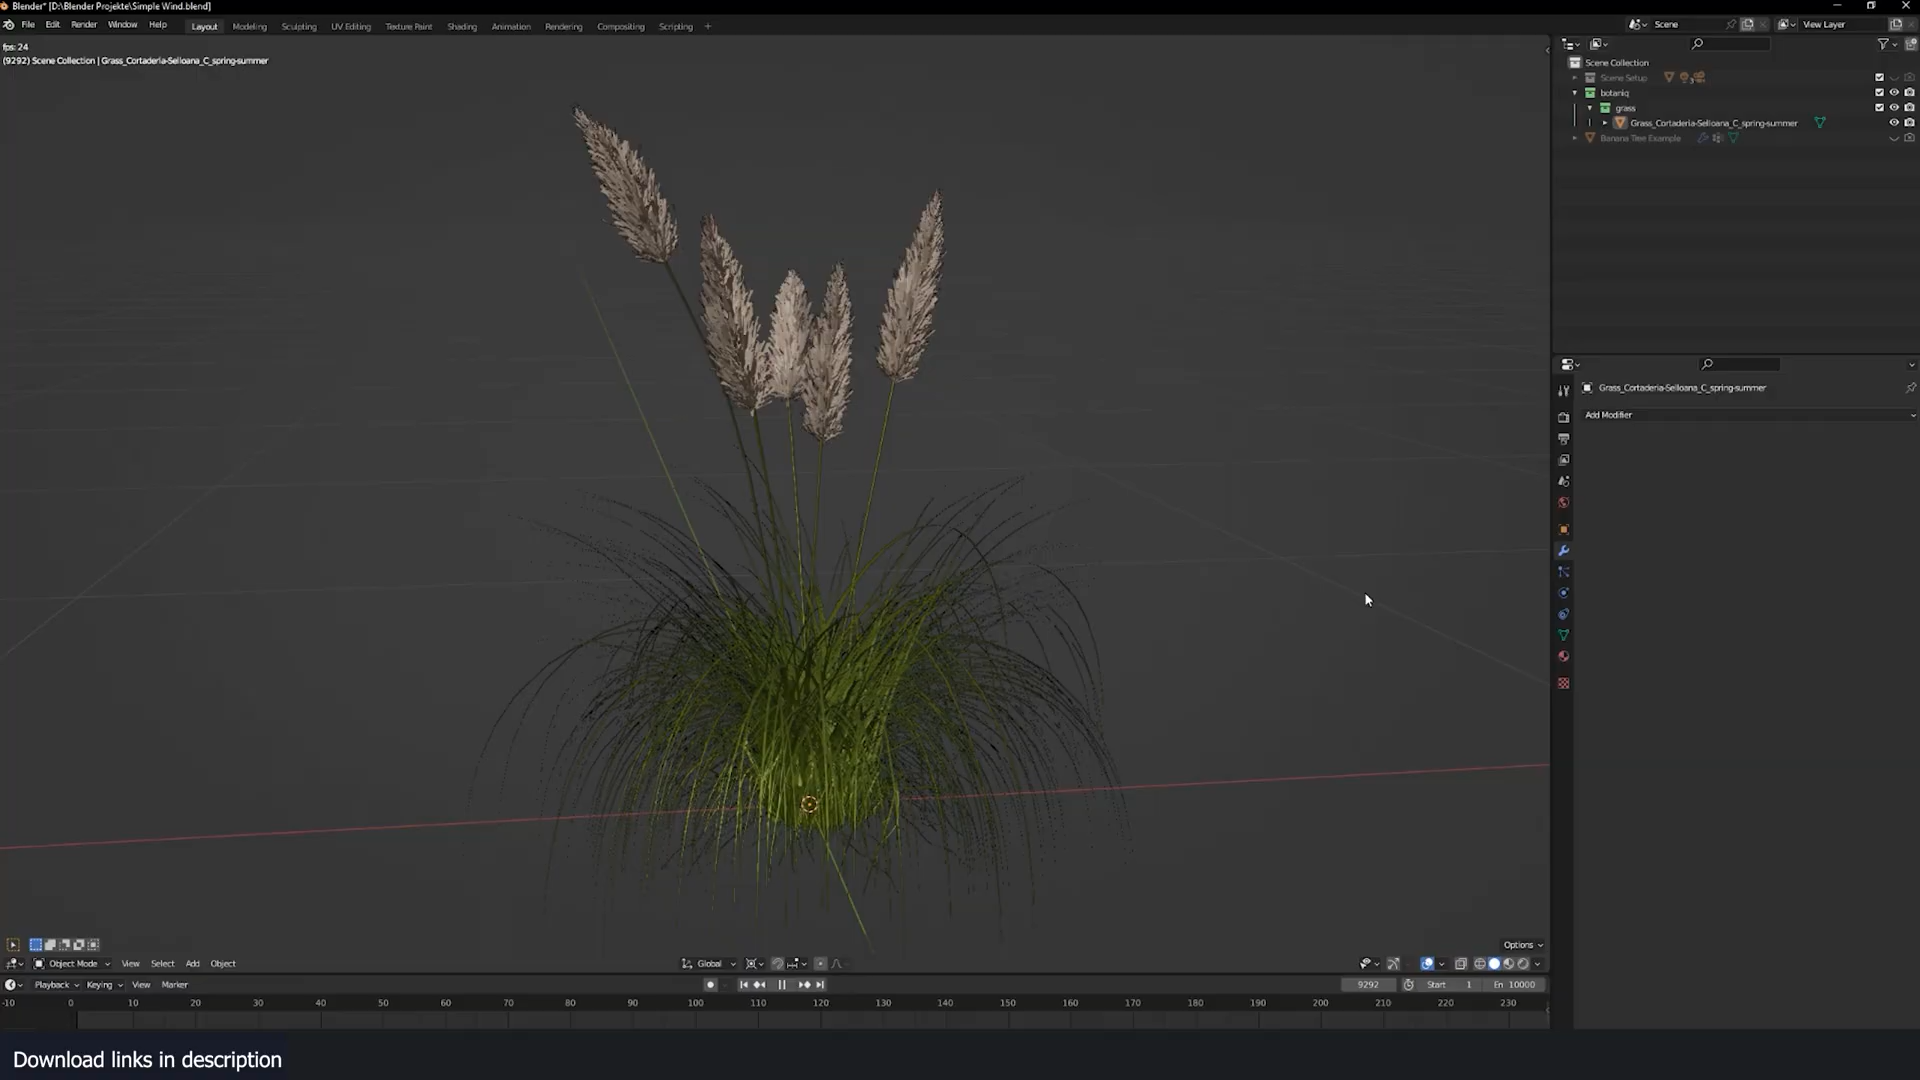 Blender* [D:\Blender Projekte\Simple Wind.blend]
File Edit Render Window Help Layout Modeling Sculpting UV Editing Texture Paint Shading Animation Rendering Compositing Scripting + Scene View Layer
fps: 24
(9292) Scene Collection | Grass_Cortaderia-Selloana_C_spring-summer
Scene Collection
Scene Setup
botaniq
grass
Grass_Cortaderia-Selloana_C_spring-summer
Banana Tree Example
Grass_Cortaderia-Selloana_C_spring-summer
Add Modifier
Options
Object Mode View Select Add Object Global
Playback Keying View Marker 9292 Start 1 En 10000
-10 0 10 20 30 40 50 60 70 80 90 100 110 120 130 140 150 160 170 180 190 200 210 220 230
Download links in description